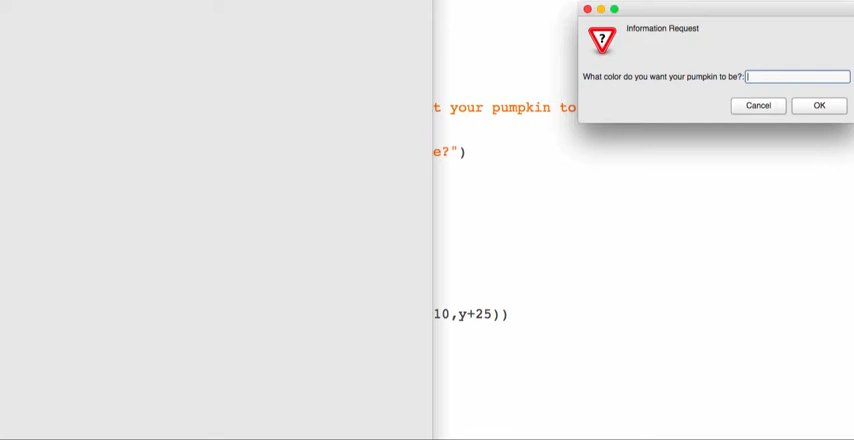 Information Request
What color do you want your pumpkin to be?:
Cancel OK
t your pumpkin to
e?")
10,y+25))